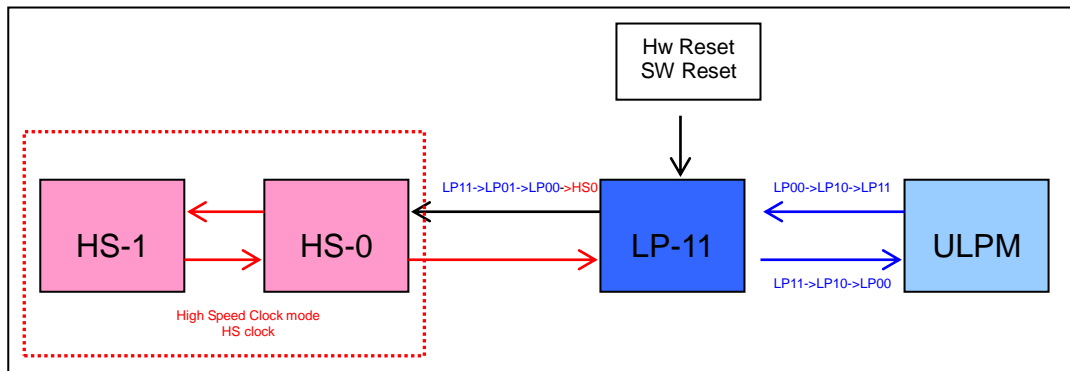 Hw Reset
SW Reset
LP11->LP01->LP00->HS0
LP00->LP10->LP11
HS-1
HS-0
LP-11
ULPM
LP11->LP10->LP00
High Speed Clock mode
HS clock